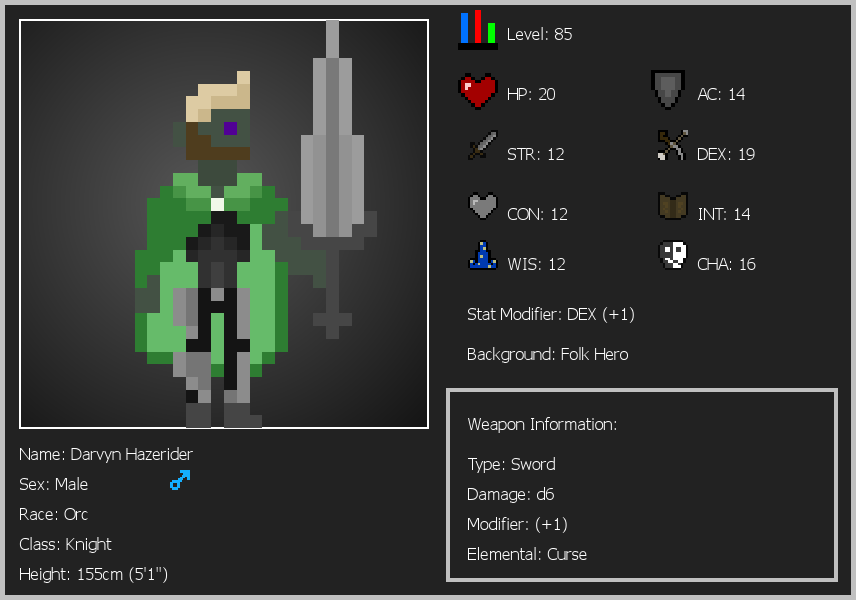 Level: 85
HP: 20
AC: 14
STR: 12
DEX: 19
CON: 12
INT: 14
WIS: 12
CHA: 16
Stat Modifier: DEX (+1)
Background: Folk Hero
Weapon Information:
Type: Sword
Damage: d6
Modifier: (+1)
Elemental: Curse
Name: Darvyn Hazerider
Sex: Male
Race: Orc
Class: Knight
Height: 155cm (5'1")